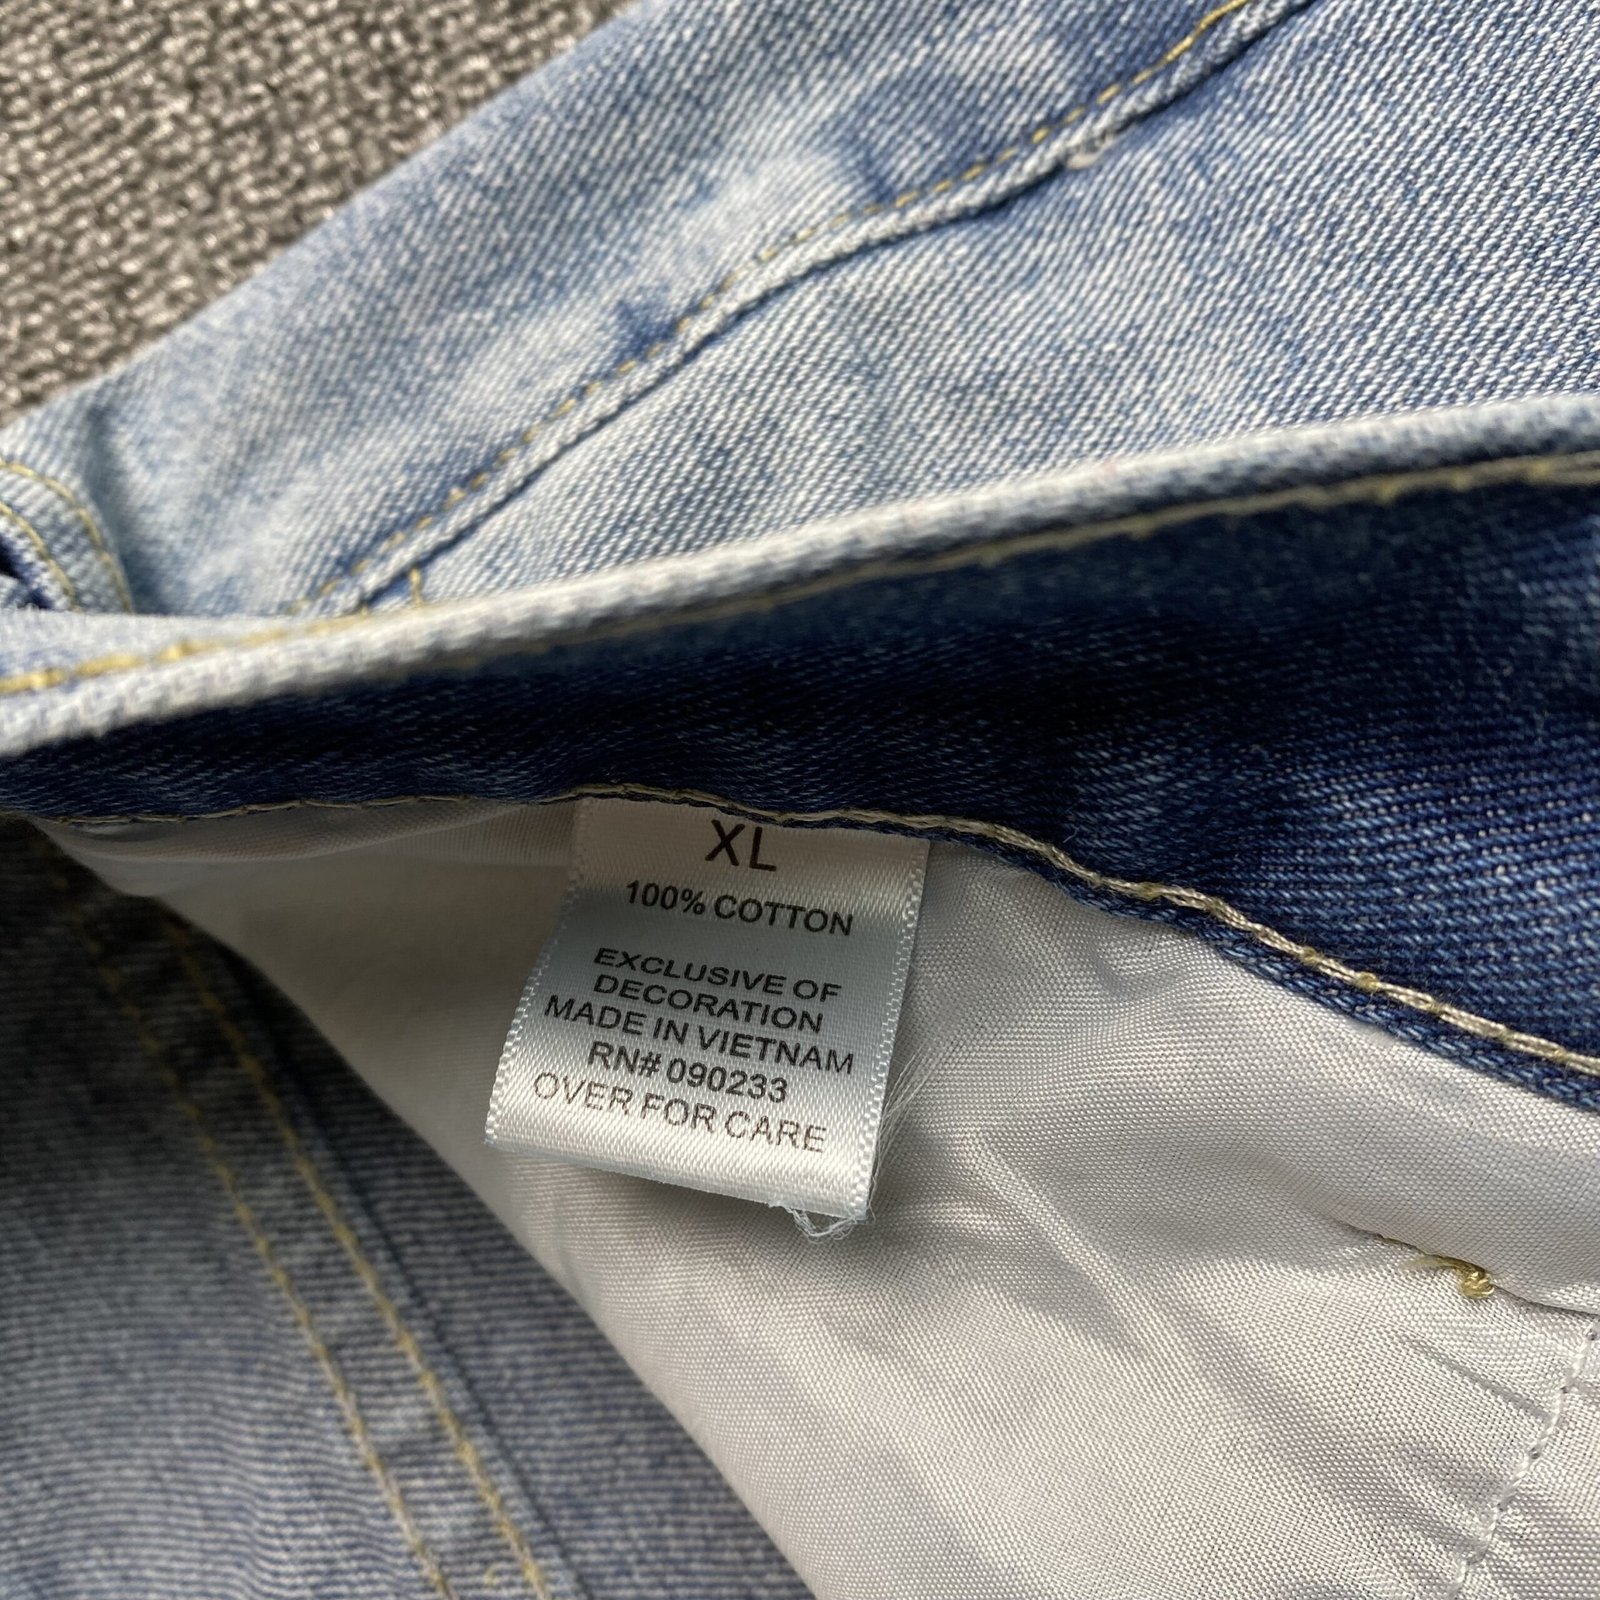 XL
100% COTTON
EXCLUSIVE OF
DECORATION
MADE IN VIETNAM
RN# 090233
OVER FOR CARE